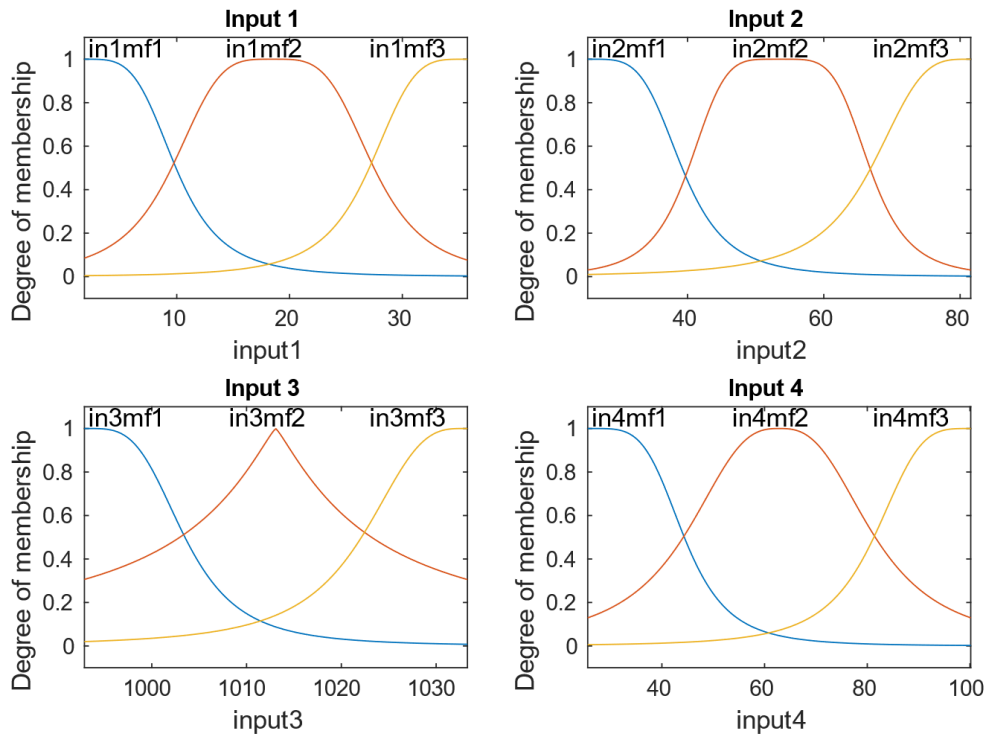 Input 1
in1mf1 in1mf2 in1mf3
1
0.8
0.6
0.4
0.2
0
Degree of membership
10 20 30
input1
Input 2
in2mf1 in2mf2 in2mf3
1
0.8
0.6
0.4
0.2
0
Degree of membership
40 60 80
input2
Input 3
in3mf1 in3mf2 in3mf3
1
0.8
0.6
0.4
0.2
0
Degree of membership
1000 1010 1020 1030
input3
Input 4
in4mf1 in4mf2 in4mf3
1
0.8
0.6
0.4
0.2
0
Degree of membership
40 60 80 100
input4